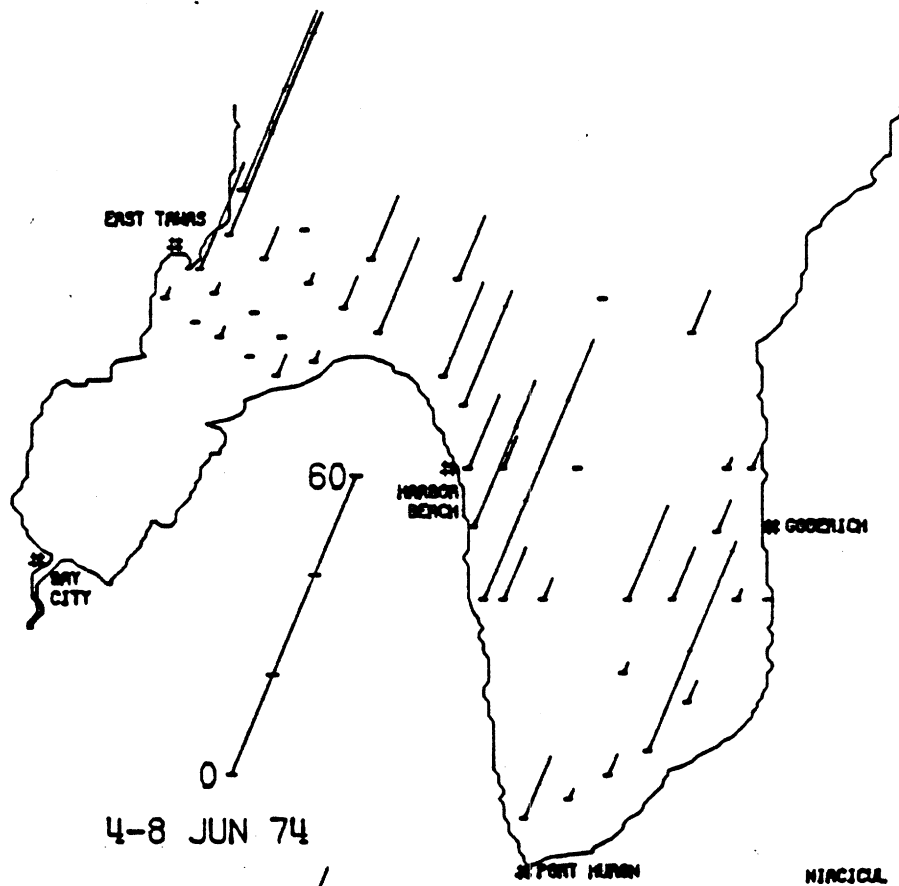 EAST TAWAS
60
HARBOR
BEACH
GODERICH
BAY
CITY
0
4-8 JUN 74
PORT HURON